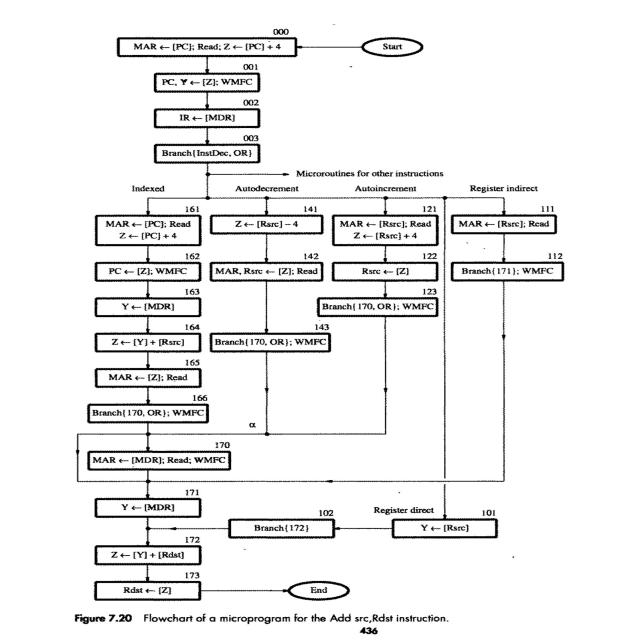 000
MAR ← [PC]; Read; Z ← [PC] + 4
Start
001
PC, Y ← [Z]; WMFC
002
IR ← [MDR]
003
Branch{InstDec, OR}
Microroutines for other instructions
Indexed
Autodecrement
Autoincrement
Register indirect
161
MAR ← [PC]; Read
Z ← [PC] + 4
141
Z ← [Rsrc] – 4
121
MAR ← [Rsrc]; Read
Z ← [Rsrc] + 4
111
MAR ← [Rsrc]; Read
162
PC ← [Z]; WMFC
142
MAR, Rsrc ← [Z]; Read
122
Rsrc ← [Z]
112
Branch{171}; WMFC
163
Y ← [MDR]
123
Branch{170, OR}; WMFC
164
Z ← [Y] + [Rsrc]
143
Branch{170, OR}; WMFC
165
MAR ← [Z]; Read
166
Branch{170, OR}; WMFC
α
170
MAR ← [MDR]; Read; WMFC
171
Y ← [MDR]
102
Branch{172}
Register direct
101
Y ← [Rsrc]
172
Z ← [Y] + [Rdst]
173
Rdst ← [Z]
End
Figure 7.20 Flowchart of a microprogram for the Add src,Rdst instruction.
436